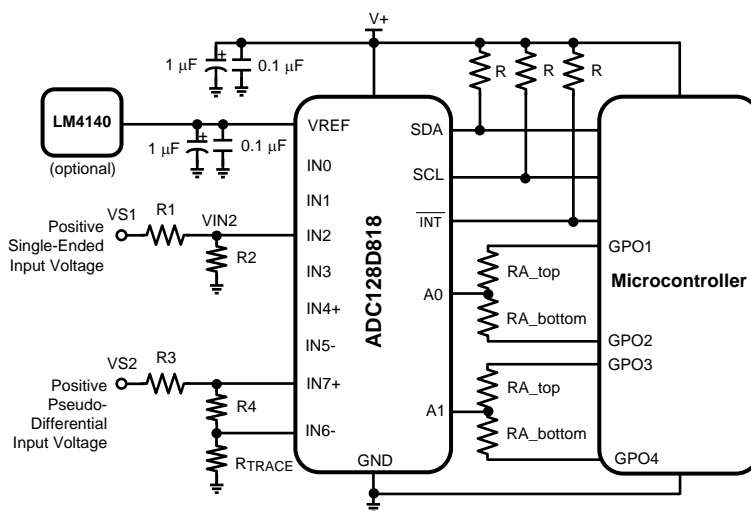 V+
1 µF
0.1 µF
R
R
R
LM4140
(optional)
1 µF
0.1 µF
VREF
IN0
IN1
IN2
IN3
IN4+
IN5-
IN7+
IN6-
GND
ADC128D818
SDA
SCL
INT
A0
A1
VS1
R1
VIN2
R2
Positive
Single-Ended
Input Voltage
VS2
R3
R4
RTRACE
Positive
Pseudo-
Differential
Input Voltage
RA_top
RA_bottom
RA_top
RA_bottom
GPO1
Microcontroller
GPO2
GPO3
GPO4